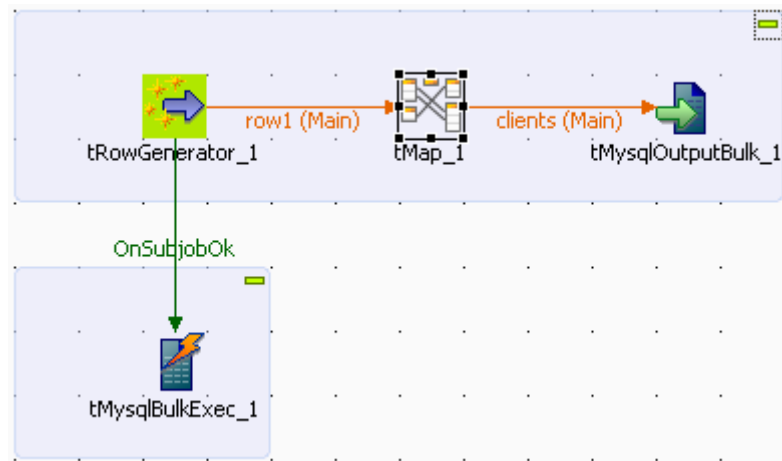 row1 (Main)
clients (Main)
tRowGenerator_1
tMap_1
tMysqlOutputBulk_1
OnSubjobOk
tMysqlBulkExec_1